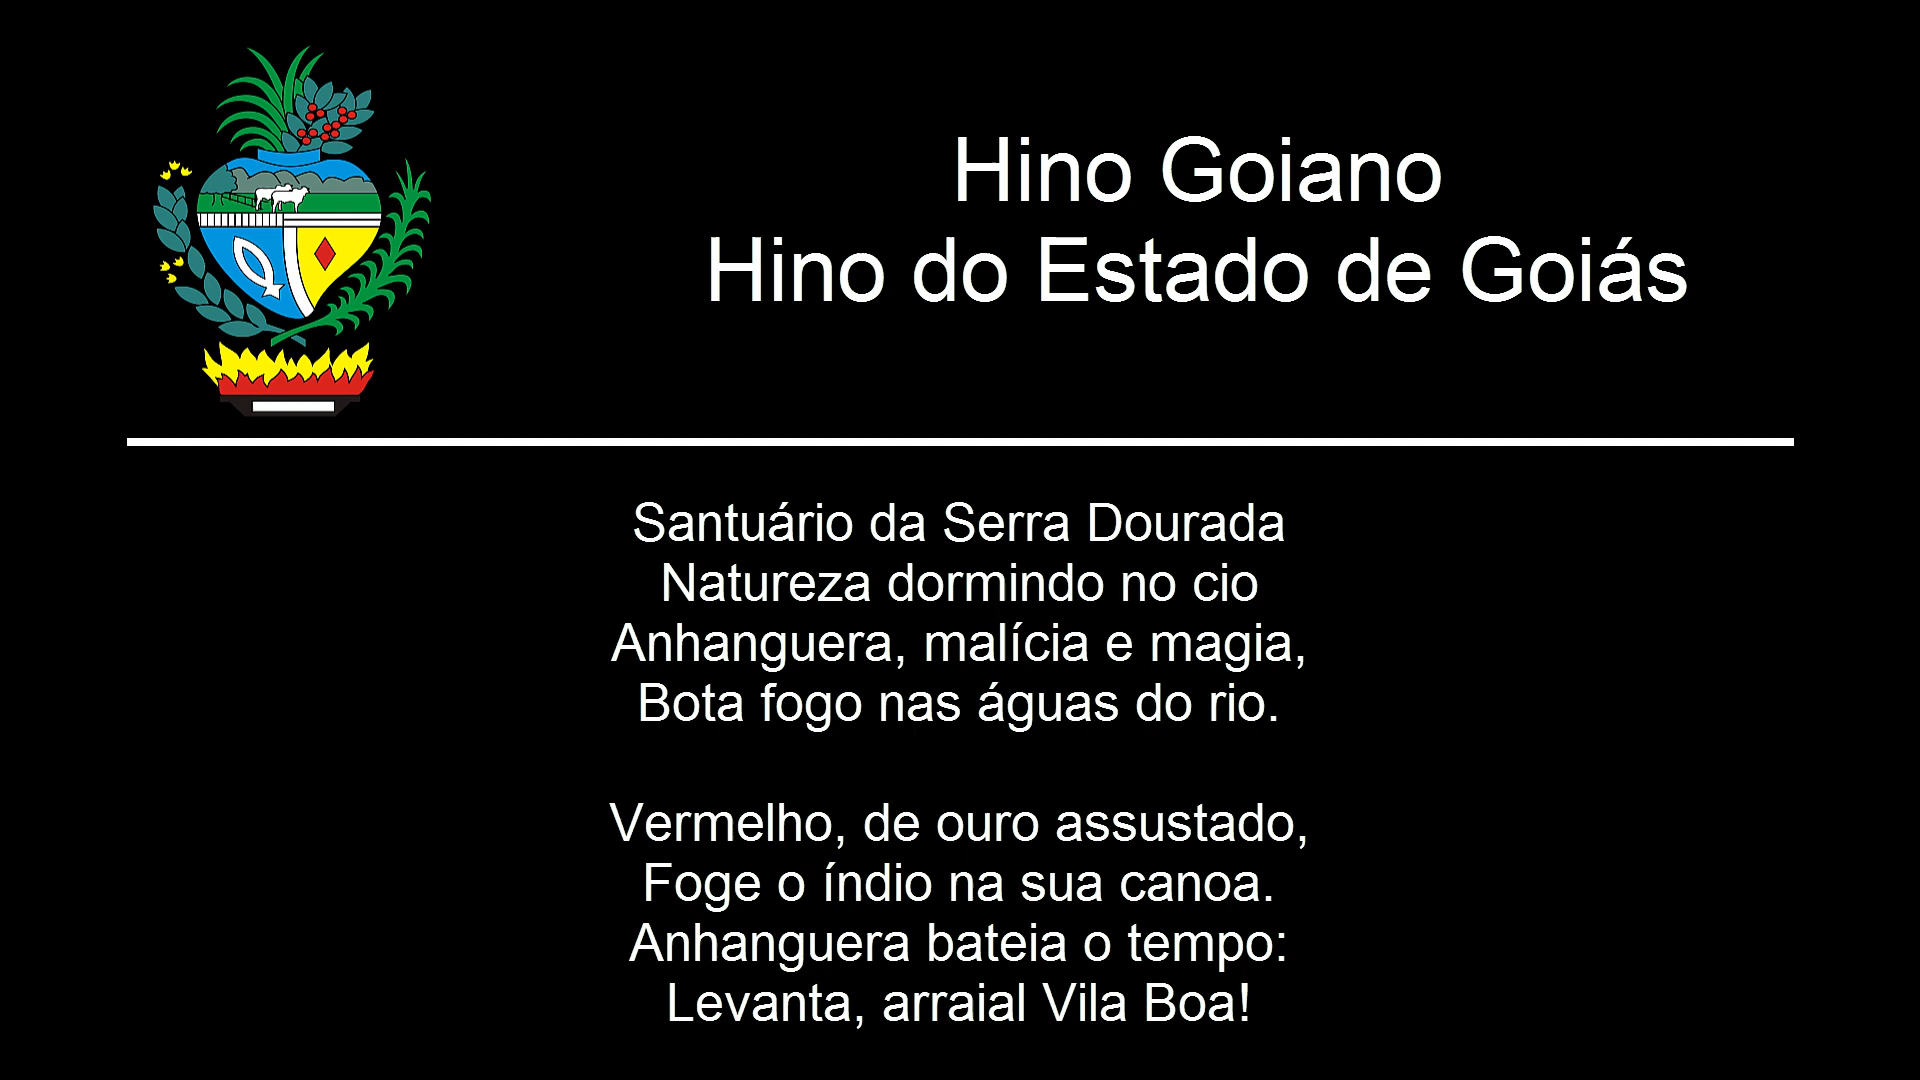 Hino Goiano
Hino do Estado de Goiás
Santuário da Serra Dourada
Natureza dormindo no cio
Anhanguera, malícia e magia,
Bota fogo nas águas do rio.
Vermelho, de ouro assustado,
Foge o índio na sua canoa.
Anhanguera bateia o tempo:
Levanta, arraial Vila Boa!